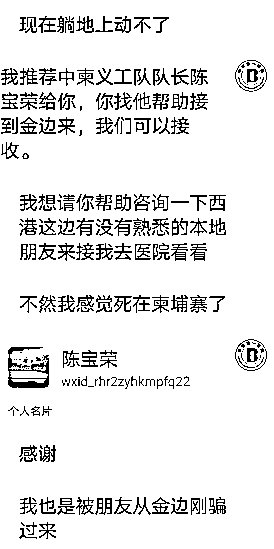 现在躺地上动不了
我推荐中柬义工队队长陈
宝荣给你，你找他帮助接
到金边来，我们可以接
收。
我想请你帮助咨询一下西
港这边有没有熟悉的本地
朋友来接我去医院看看
不然我感觉死在柬埔寨了
陈宝荣
wxid_rhr2zyhkmpfq22
个人名片
感谢
我也是被朋友从金边刚骗
过来